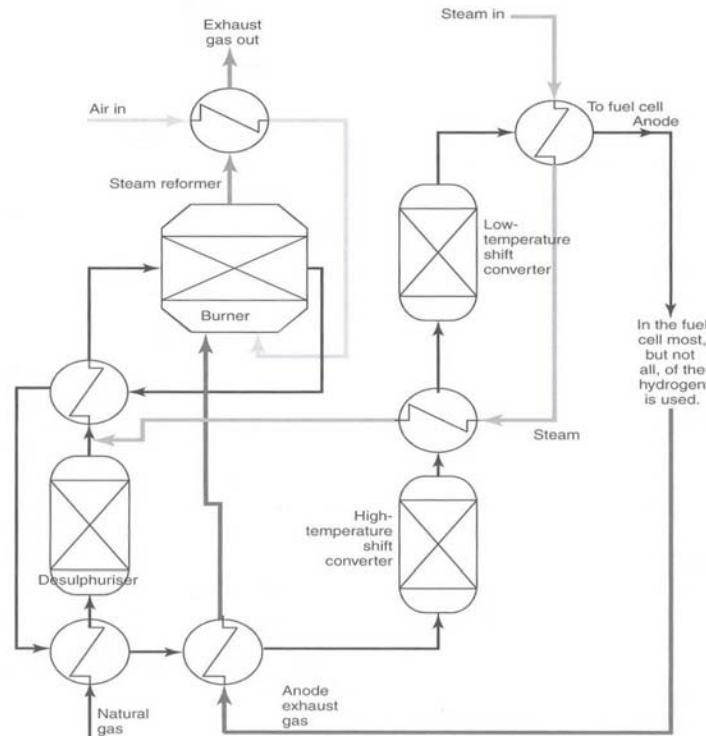 Exhaust
gas out
Steam in
Air in
To fuel cell
Anode
Steam reformer
Low-
temperature
shift
converter
Burner
In the fuel
cell most,
but not
all, of the
hydrogen
is used.
Steam
High-
temperature
shift
converter
Desulphuriser
Natural
gas
Anode
exhaust
gas